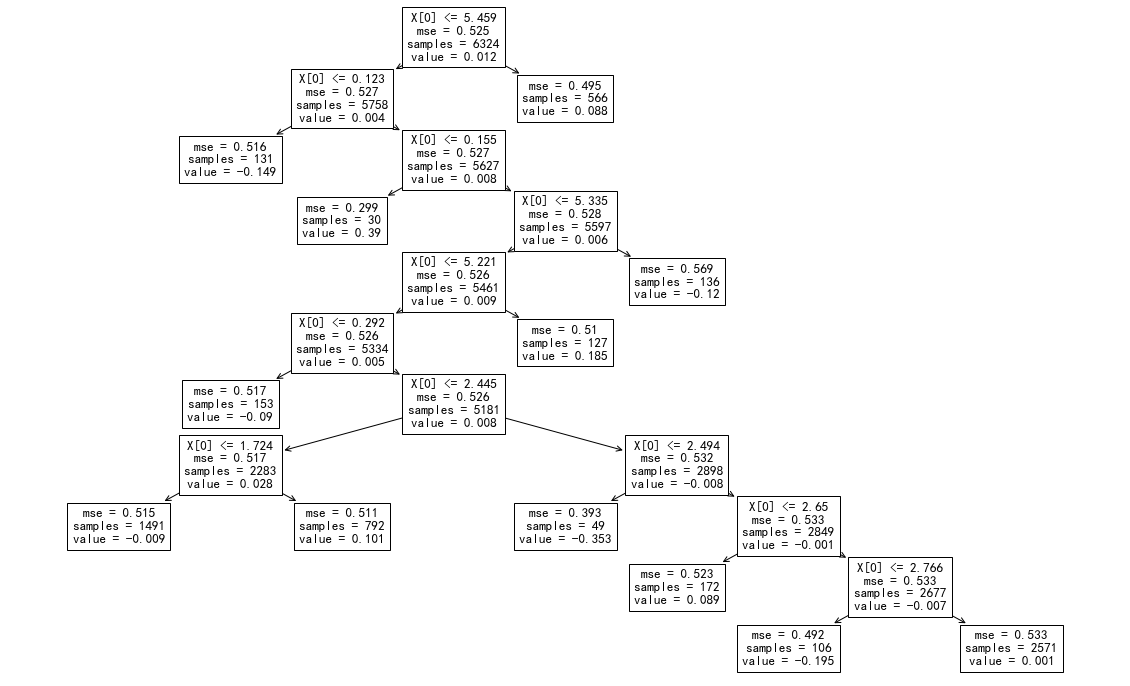 X[0] <= 5.459
mse = 0.525
samples = 6324
value = 0.012
X[0] <= 0.123
mse = 0.527
samples = 5758
value = 0.004
mse = 0.495
samples = 566
value = 0.088
mse = 0.516
samples = 131
value = −0.149
X[0] <= 0.155
mse = 0.527
samples = 5627
value = 0.008
mse = 0.299
samples = 30
value = 0.39
X[0] <= 5.335
mse = 0.528
samples = 5597
value = 0.006
X[0] <= 5.221
mse = 0.526
samples = 5461
value = 0.009
mse = 0.569
samples = 136
value = −0.12
X[0] <= 0.292
mse = 0.526
samples = 5334
value = 0.005
mse = 0.51
samples = 127
value = 0.185
mse = 0.517
samples = 153
value = −0.09
X[0] <= 2.445
mse = 0.526
samples = 5181
value = 0.008
X[0] <= 1.724
mse = 0.517
samples = 2283
value = 0.028
X[0] <= 2.494
mse = 0.532
samples = 2898
value = −0.008
mse = 0.515
samples = 1491
value = −0.009
mse = 0.511
samples = 792
value = 0.101
mse = 0.393
samples = 49
value = −0.353
X[0] <= 2.65
mse = 0.533
samples = 2849
value = −0.001
mse = 0.523
samples = 172
value = 0.089
X[0] <= 2.766
mse = 0.533
samples = 2677
value = −0.007
mse = 0.492
samples = 106
value = −0.195
mse = 0.533
samples = 2571
value = 0.001